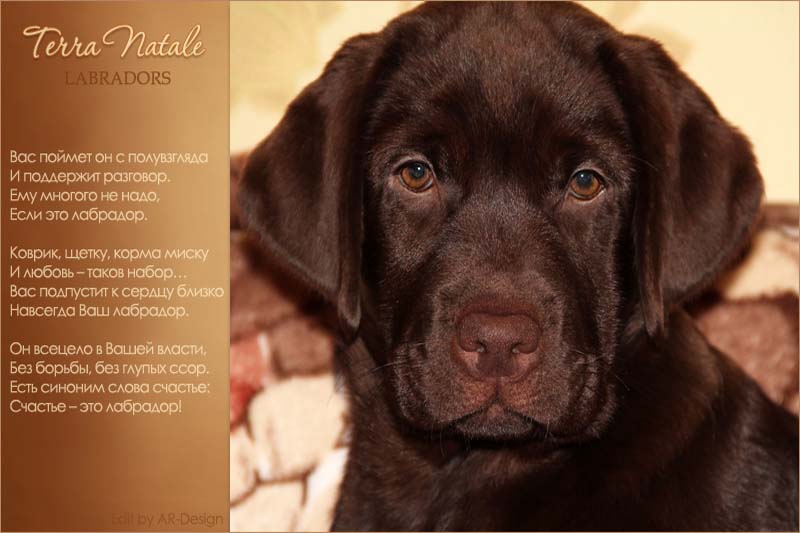 Terra Natale
LABRADORS
Вас поймет он с полувзгляда
И поддержит разговор.
Ему многого не надо,
Если это лабрадор.
Коврик, щетку, корма миску
И любовь – таков набор...
Вас подпустит к сердцу близко
Навсегда Ваш лабрадор.
Он всецело в Вашей власти,
Без борьбы, без глупых ссор.
Есть синоним слова счастье:
Счастье – это лабрадор!
Edit by AR-Design